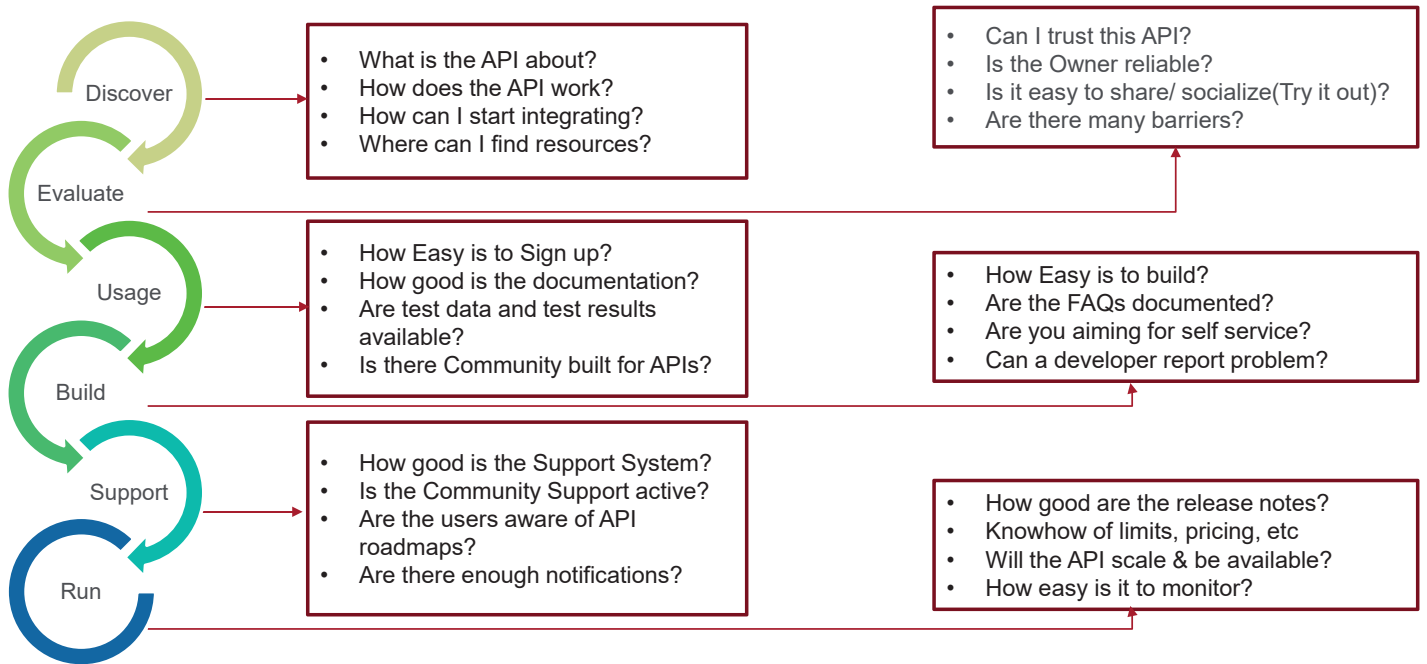 Discover
• What is the API about?
• How does the API work?
• How can I start integrating?
• Where can I find resources?
Evaluate
• Can I trust this API?
• Is the Owner reliable?
• Is it easy to share/ socialize(Try it out)?
• Are there many barriers?
Usage
• How Easy is to Sign up?
• How good is the documentation?
• Are test data and test results
available?
• Is there Community built for APIs?
Build
• How Easy is to build?
• Are the FAQs documented?
• Are you aiming for self service?
• Can a developer report problem?
Support
• How good is the Support System?
• Is the Community Support active?
• Are the users aware of API
roadmaps?
• Are there enough notifications?
Run
• How good are the release notes?
• Knowhow of limits, pricing, etc
• Will the API scale & be available?
• How easy is it to monitor?